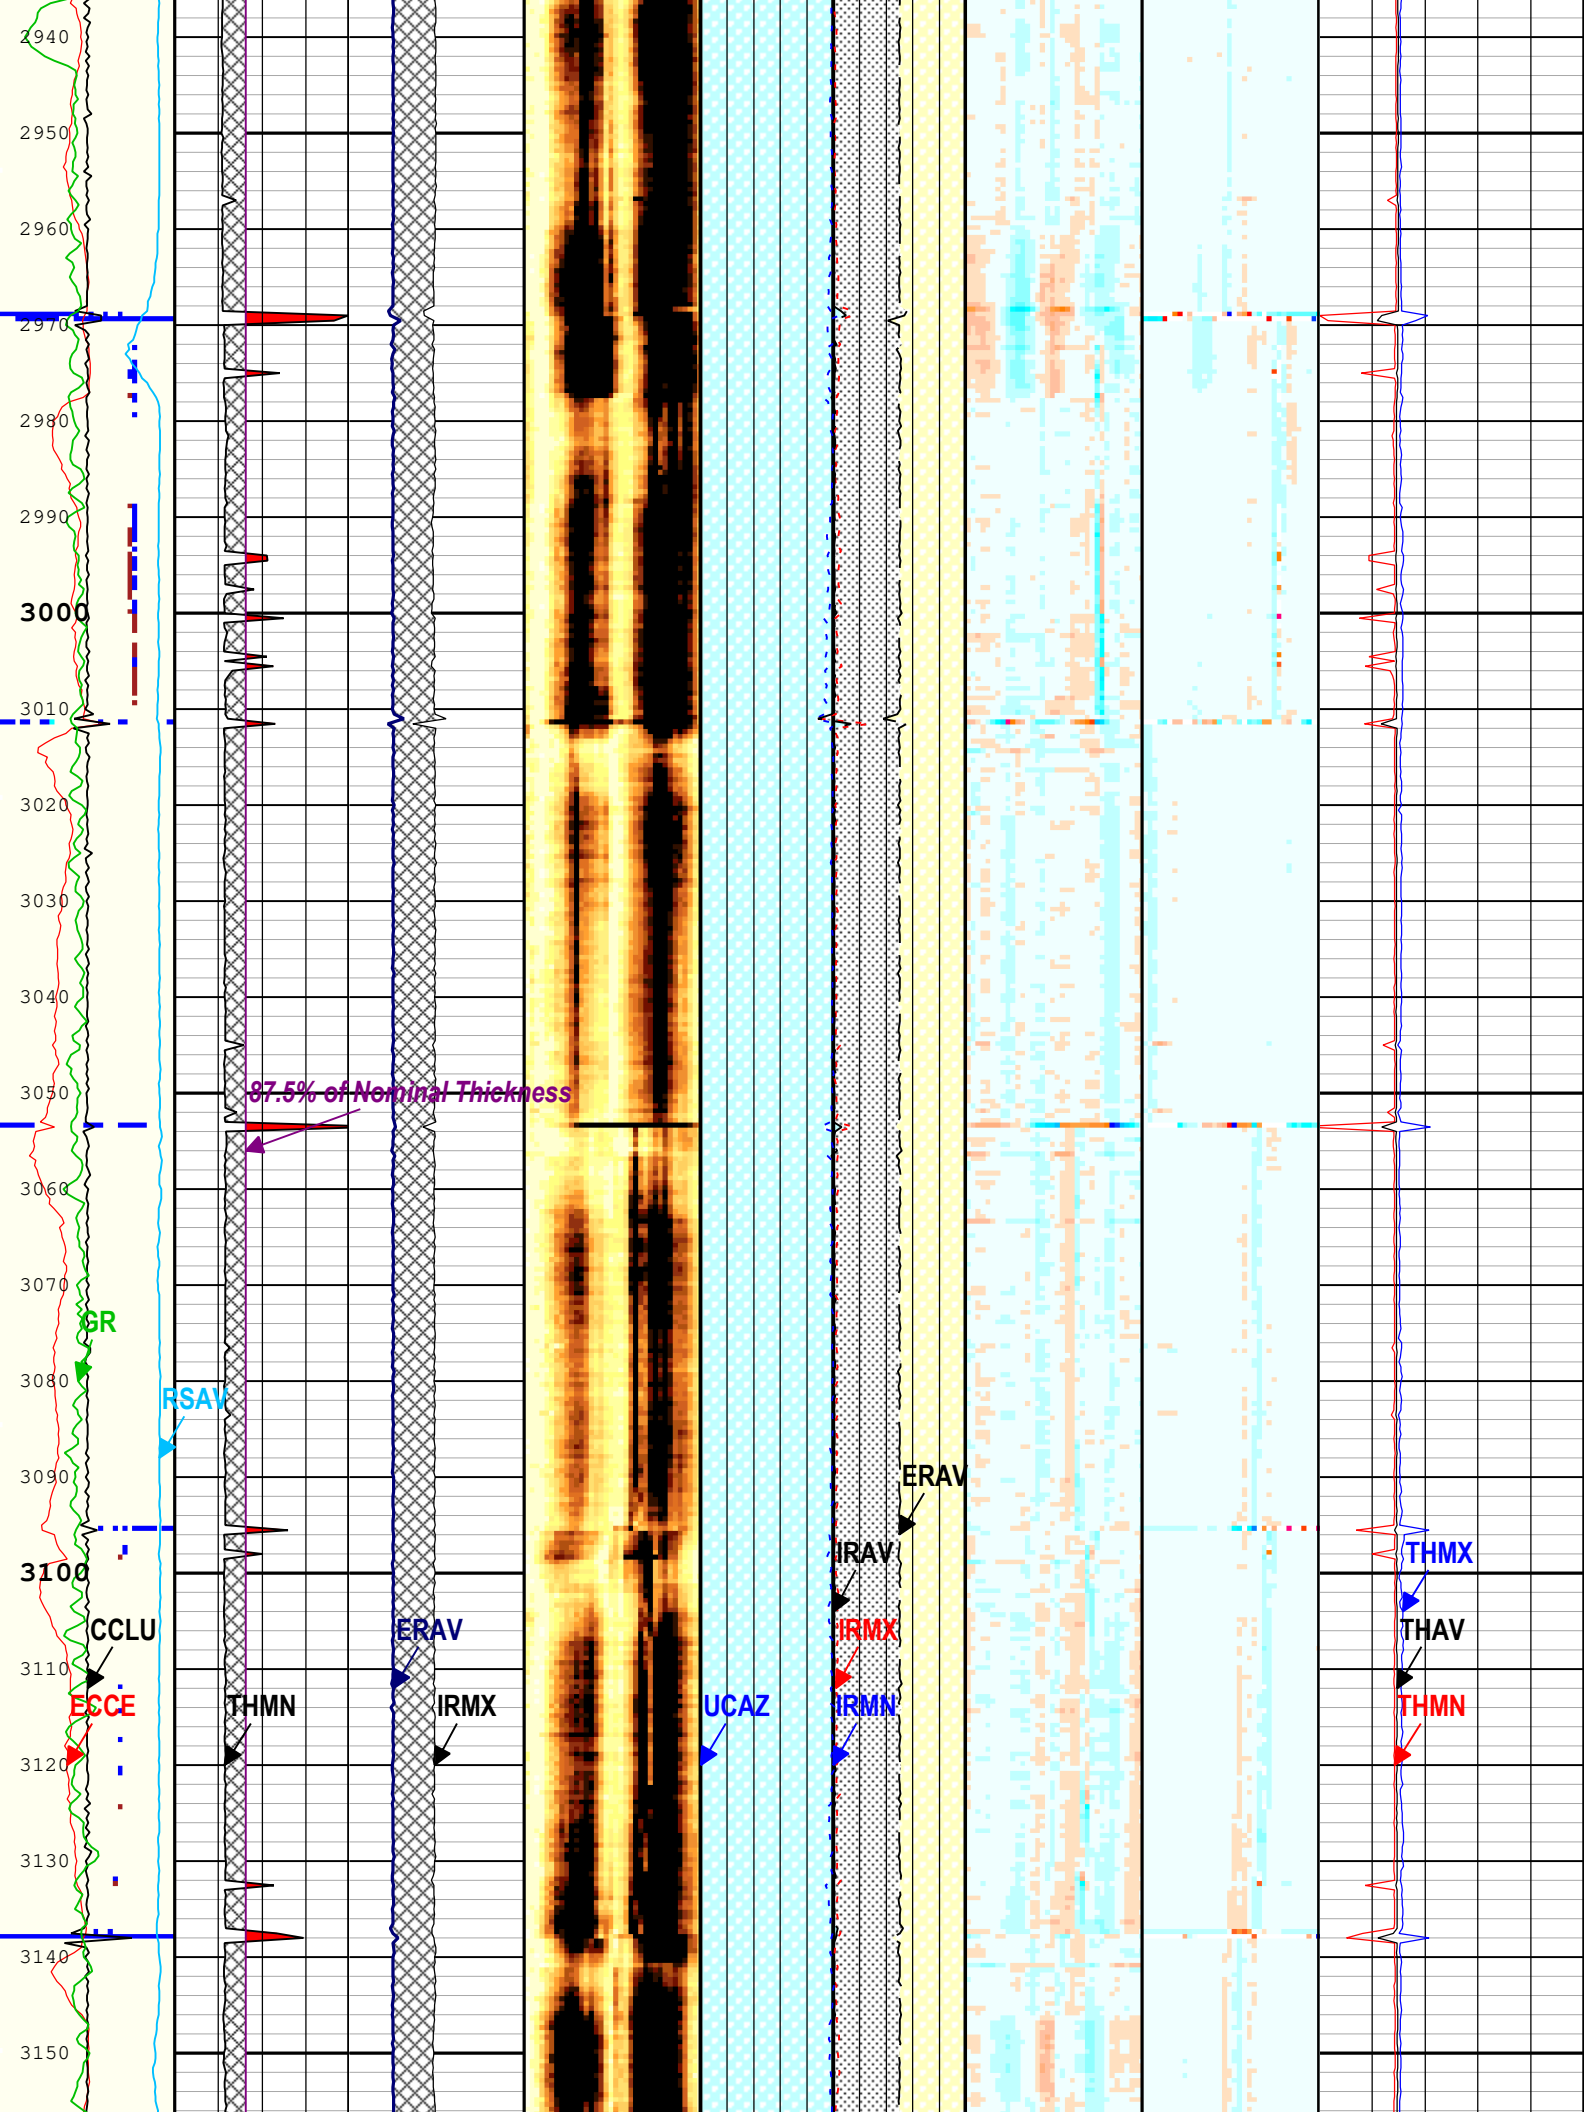 2940
2950
2960
2970
2980
2990
3000
3010
3020
3030
3040
3050
87.5% of Nominal Thickness
3060
3070
GR
3080
RSAV
3090
ERAV
IRAV
THMX
3100
CCLU
ERAV
IRMX
THAV
3110
ECCE
THMN
IRMX
UCAZ
IRMN
THMN
3120
3130
3140
3150